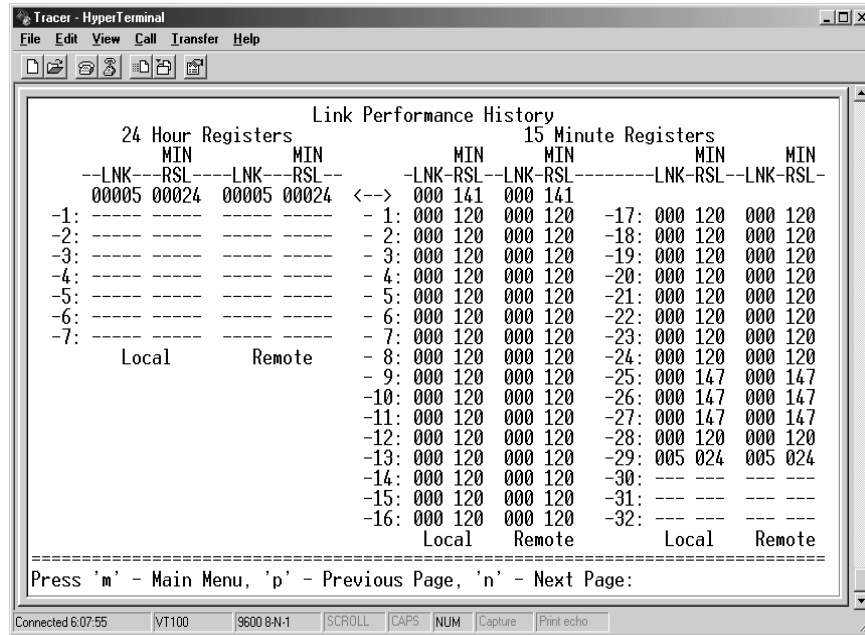 Tracer - HyperTerminal
File Edit View Call Transfer Help
Link Performance History
24 Hour Registers 15 Minute Registers
MIN MIN MIN MIN MIN MIN
--LNK---RSL----LNK---RSL-- -LNK-RSL--LNK-RSL--------LNK-RSL--LNK-RSL-
00005 00024 00005 00024 <--> 000 141 000 141
-1: ----- ----- ----- ----- - 1: 000 120 000 120 -17: 000 120 000 120
-2: ----- ----- ----- ----- - 2: 000 120 000 120 -18: 000 120 000 120
-3: ----- ----- ----- ----- - 3: 000 120 000 120 -19: 000 120 000 120
-4: ----- ----- ----- ----- - 4: 000 120 000 120 -20: 000 120 000 120
-5: ----- ----- ----- ----- - 5: 000 120 000 120 -21: 000 120 000 120
-6: ----- ----- ----- ----- - 6: 000 120 000 120 -22: 000 120 000 120
-7: ----- ----- ----- ----- - 7: 000 120 000 120 -23: 000 120 000 120
Local Remote - 8: 000 120 000 120 -24: 000 120 000 120
- 9: 000 120 000 120 -25: 000 147 000 147
-10: 000 120 000 120 -26: 000 147 000 147
-11: 000 120 000 120 -27: 000 147 000 147
-12: 000 120 000 120 -28: 000 120 000 120
-13: 000 120 000 120 -29: 005 024 005 024
-14: 000 120 000 120 -30: --- --- --- ---
-15: 000 120 000 120 -31: --- --- --- ---
-16: 000 120 000 120 -32: --- --- --- ---
Local Remote Local Remote
================================================================================
Press 'm' - Main Menu, 'p' - Previous Page, 'n' - Next Page:
Connected 6:07:55 VT100 9600 8-N-1 SCROLL CAPS NUM Capture Print echo